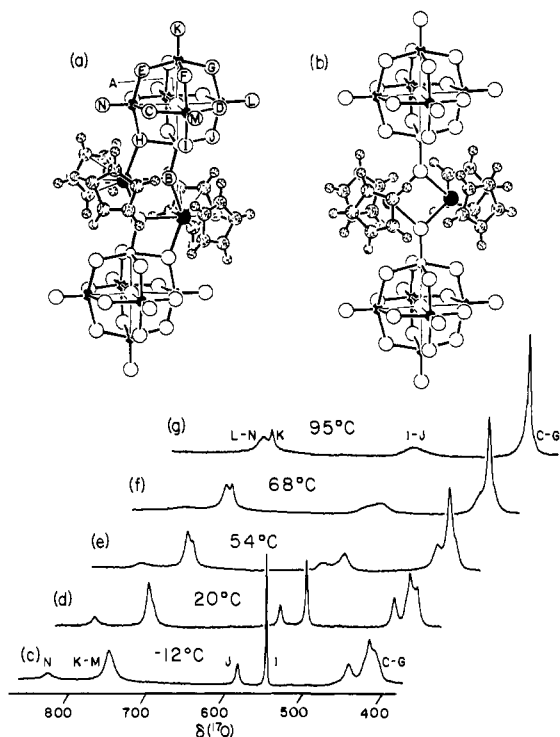 (a)
(b)
K
E
G
F
A
N
C
D
L
M
H
I
J
B
(g)
L-N
K
95°C
I-J
C-G
(f)
68°C
(e)
54°C
(d)
20°C
(c)
N
K-M
-12°C
J
I
C-G
800
700
600
500
400
δ(¹⁷O)